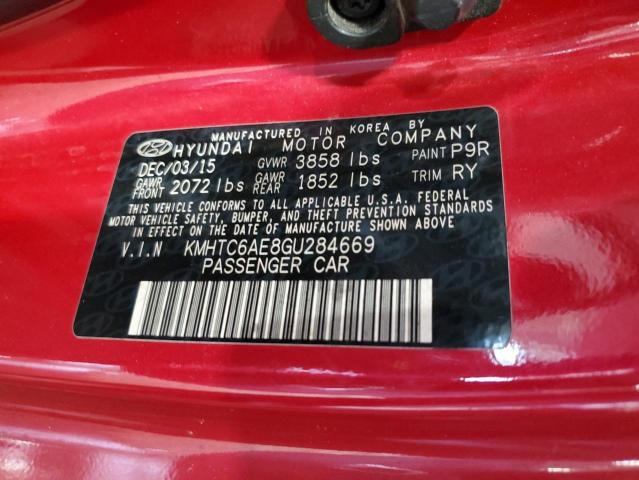 MANUFACTURED IN KOREA BY
HYUNDAI MOTOR COMPANY
DEC/03/15 GVWR 3858 lbs PAINT P9R
GAWR FRONT 2072 lbs GAWR REAR 1852 lbs TRIM RY
THIS VEHICLE CONFORMS TO ALL APPLICABLE U.S.A. FEDERAL
MOTOR VEHICLE SAFETY, BUMPER, AND THEFT PREVENTION STANDARDS
IN EFFECT ON THE DATE OF MANUFACTURE SHOWN ABOVE.
V.I.N KMHTC6AE8GU284669
PASSENGER CAR